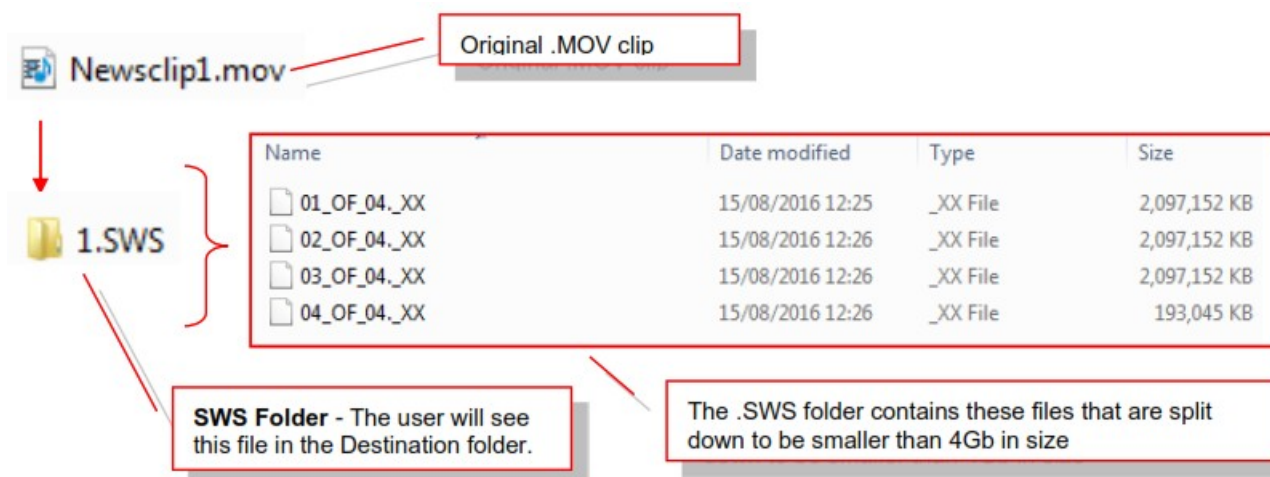 Original .MOV clip
Newsclip1.mov
Name Date modified Type Size
01_OF_04._XX 15/08/2016 12:25 _XX File 2,097,152 KB
1.SWS
02_OF_04._XX 15/08/2016 12:26 _XX File 2,097,152 KB
03_OF_04._XX 15/08/2016 12:26 _XX File 2,097,152 KB
04_OF_04._XX 15/08/2016 12:26 _XX File 193,045 KB
SWS Folder - The user will see
this file in the Destination folder.
The .SWS folder contains these files that are split
down to be smaller than 4Gb in size